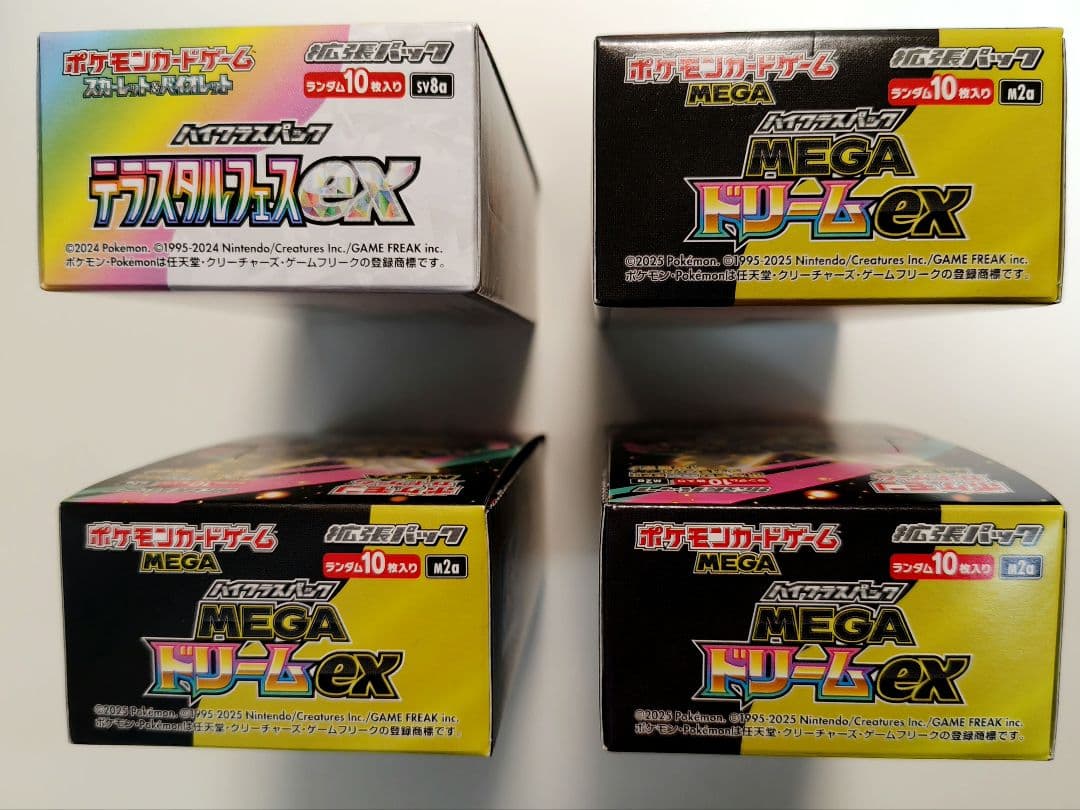 ポケモンカードゲーム
スカーレット&バイオレット
拡張パック
ランダム10枚入り
SV8a
ハイクラスパック
テラスタルフェスex
©2024 Pokémon. ©1995-2024 Nintendo/Creatures Inc./GAME FREAK inc.
ポケモン・Pokémonは任天堂・クリーチャーズ・ゲームフリークの登録商標です。
ポケモンカードゲーム
MEGA
拡張パック
ランダム10枚入り
M2a
ハイクラスパック
MEGA
ドリームex
©2025 Pokémon. ©1995-2025 Nintendo/Creatures Inc./GAME FREAK inc.
ポケモン・Pokémonは任天堂・クリーチャーズ・ゲームフリークの登録商標です。
ポケモンカードゲーム
MEGA
拡張パック
ランダム10枚入り
M2a
ハイクラスパック
MEGA
ドリームex
©2025 Pokémon. ©1995-2025 Nintendo/Creatures Inc./GAME FREAK inc.
ポケモン・Pokémonは任天堂・クリーチャーズ・ゲームフリークの登録商標です。
ポケモンカードゲーム
MEGA
拡張パック
ランダム10枚入り
M2a
ハイクラスパック
MEGA
ドリームex
©2025 Pokémon. ©1995-2025 Nintendo/Creatures Inc./GAME FREAK inc.
ポケモン・Pokémonは任天堂・クリーチャーズ・ゲームフリークの登録商標です。